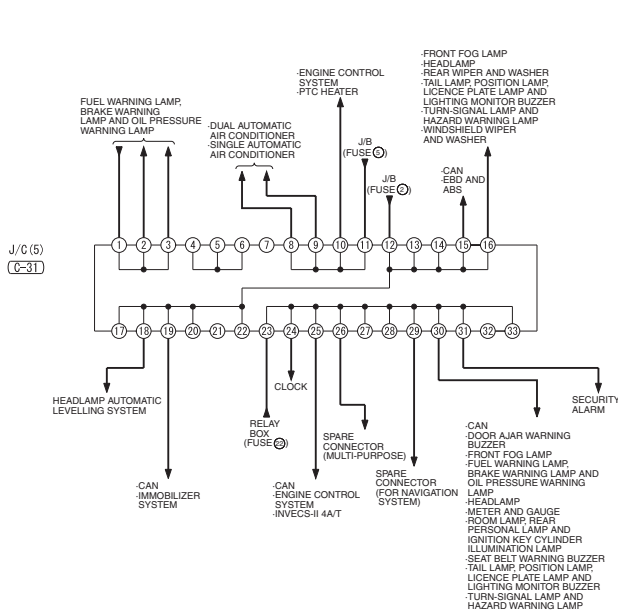 -FRONT FOG LAMP
-HEADLAMP
-REAR WIPER AND WASHER
-TAIL LAMP, POSITION LAMP,
LICENCE PLATE LAMP AND
LIGHTING MONITOR BUZZER
-TURN-SIGNAL LAMP AND
HAZARD WARNING LAMP
-WINDSHIELD WIPER
AND WASHER
-ENGINE CONTROL
SYSTEM
-PTC HEATER
FUEL WARNING LAMP,
BRAKE WARNING
LAMP AND OIL PRESSURE
WARNING LAMP
-DUAL AUTOMATIC
AIR CONDITIONER
-SINGLE AUTOMATIC
AIR CONDITIONER
J/B
(FUSE 5)
J/B
(FUSE 2)
-CAN
-EBD AND
ABS
J/C (5)
C-31
1 2 3 4 5 6 7 8 9 10 11 12 13 14 15 16
17 18 19 20 21 22 23 24 25 26 27 28 29 30 31 32 33
HEADLAMP AUTOMATIC
LEVELLING SYSTEM
CLOCK
SECURITY
ALARM
RELAY
BOX
(FUSE 22)
SPARE
CONNECTOR
(MULTI-PURPOSE)
SPARE
CONNECTOR
(FOR NAVIGATION
SYSTEM)
-CAN
-IMMOBILIZER
SYSTEM
-CAN
-ENGINE CONTROL
SYSTEM
-INVECS-II 4A/T
-CAN
-DOOR AJAR WARNING
BUZZER
-FRONT FOG LAMP
-FUEL WARNING LAMP,
BRAKE WARNING LAMP AND
OIL PRESSURE WARNING
LAMP
-HEADLAMP
-METER AND GAUGE
-ROOM LAMP, REAR
PERSONAL LAMP AND
IGNITION KEY CYLINDER
ILLUMINATION LAMP
-SEAT BELT WARNING BUZZER
-TAIL LAMP, POSITION LAMP,
LICENCE PLATE LAMP AND
LIGHTING MONITOR BUZZER
-TURN-SIGNAL LAMP AND
HAZARD WARNING LAMP